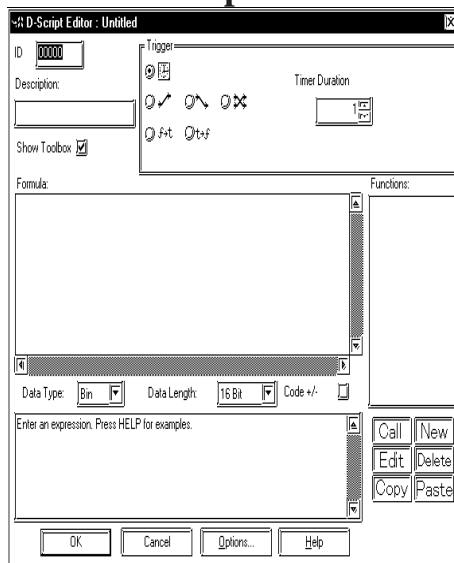 D-Script Editor : Untitled
ID 00000
Trigger
Description:
Timer Duration
1
f→t t→f
Show Toolbox
Formula:
Functions:
Data Type: Bin Data Length: 16 Bit Code +/-
Enter an expression. Press HELP for examples.
Call New
Edit Delete
Copy Paste
OK Cancel Options... Help